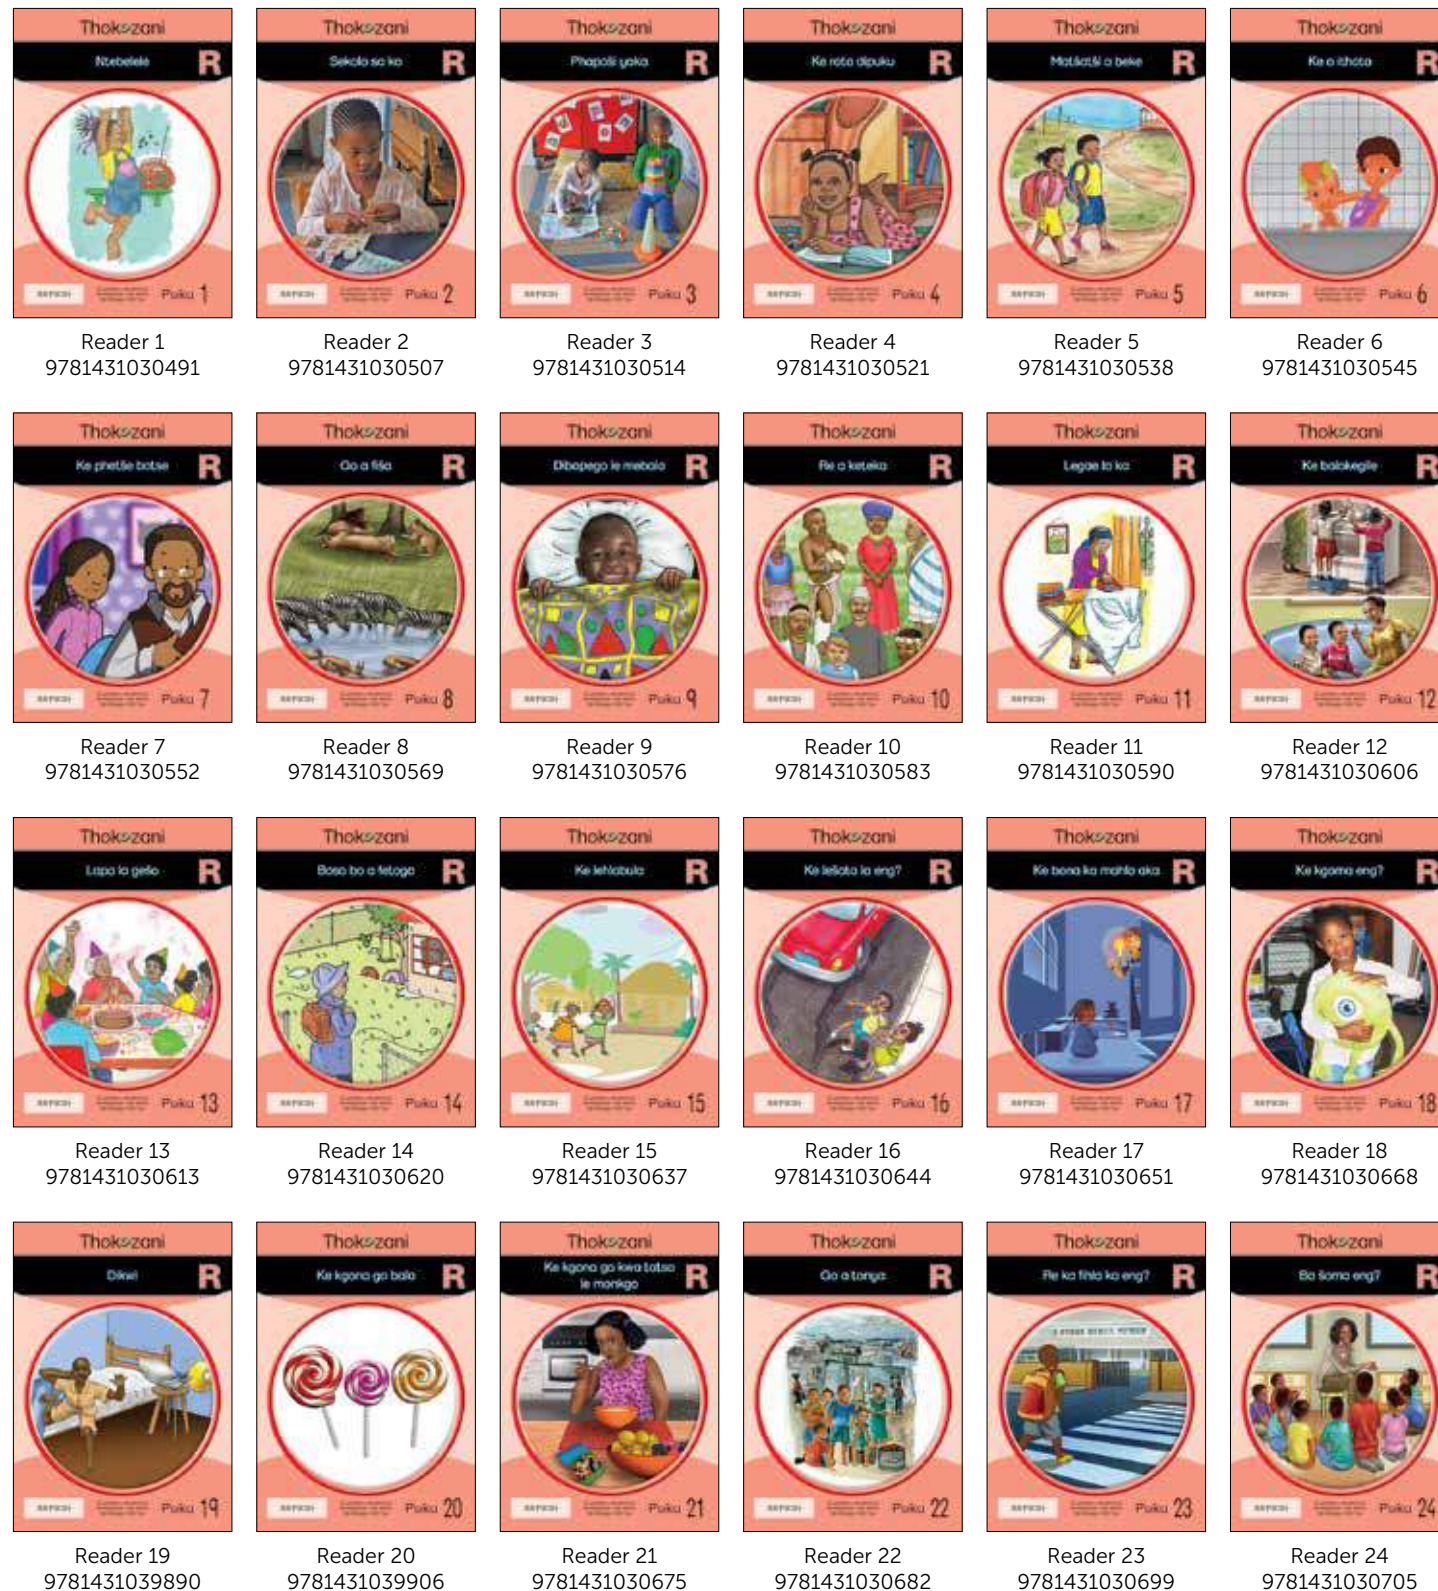 Thokozani
Ntebelele
R
Puku 1
Reader 1
9781431030491
Thokozani
Sekolo sa ka
R
Puku 2
Reader 2
9781431030507
Thokozani
Phapoši yaka
R
Puku 3
Reader 3
9781431030514
Thokozani
Ke rata dipuku
R
Puku 4
Reader 4
9781431030521
Thokozani
Matšatši a beke
R
Puku 5
Reader 5
9781431030538
Thokozani
Ke a ithata
R
Puku 6
Reader 6
9781431030545
Thokozani
Ke phetše botse
R
Puku 7
Reader 7
9781431030552
Thokozani
Go a fiša
R
Puku 8
Reader 8
9781431030569
Thokozani
Dibopego le mebala
R
Puku 9
Reader 9
9781431030576
Thokozani
Re a keteka
R
Puku 10
Reader 10
9781431030583
Thokozani
Legae la ka
R
Puku 11
Reader 11
9781431030590
Thokozani
Ke bolokegile
R
Puku 12
Reader 12
9781431030606
Thokozani
Lapa la gešo
R
Puku 13
Reader 13
9781431030613
Thokozani
Boso bo a fetoga
R
Puku 14
Reader 14
9781431030620
Thokozani
Ke lehlabula
R
Puku 15
Reader 15
9781431030637
Thokozani
Ke lešata la eng?
R
Puku 16
Reader 16
9781431030644
Thokozani
Ke bona ka mahlo aka
R
Puku 17
Reader 17
9781431030651
Thokozani
Ke kgoma eng?
R
Puku 18
Reader 18
9781431030668
Thokozani
Dikwi
R
Puku 19
Reader 19
9781431039890
Thokozani
Ke kgona go bala
R
Puku 20
Reader 20
9781431039906
Thokozani
Ke kgona go kwa tatso
le monkgo
R
Puku 21
Reader 21
9781431030675
Thokozani
Go a tonya
R
Puku 22
Reader 22
9781431030682
Thokozani
Re ka fihla ka eng?
R
Puku 23
Reader 23
9781431030699
Thokozani
Ba šoma eng?
R
Puku 24
Reader 24
9781431030705